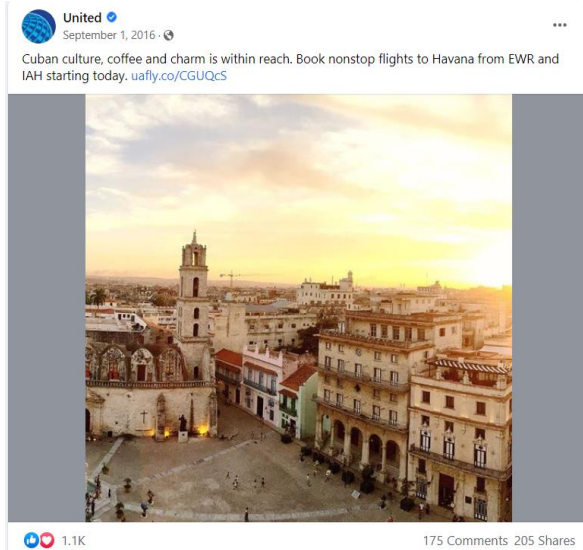 United
September 1, 2016 ·
Cuban culture, coffee and charm is within reach. Book nonstop flights to Havana from EWR and
IAH starting today. uafly.co/CGUQcS
1.1K
175 Comments 205 Shares